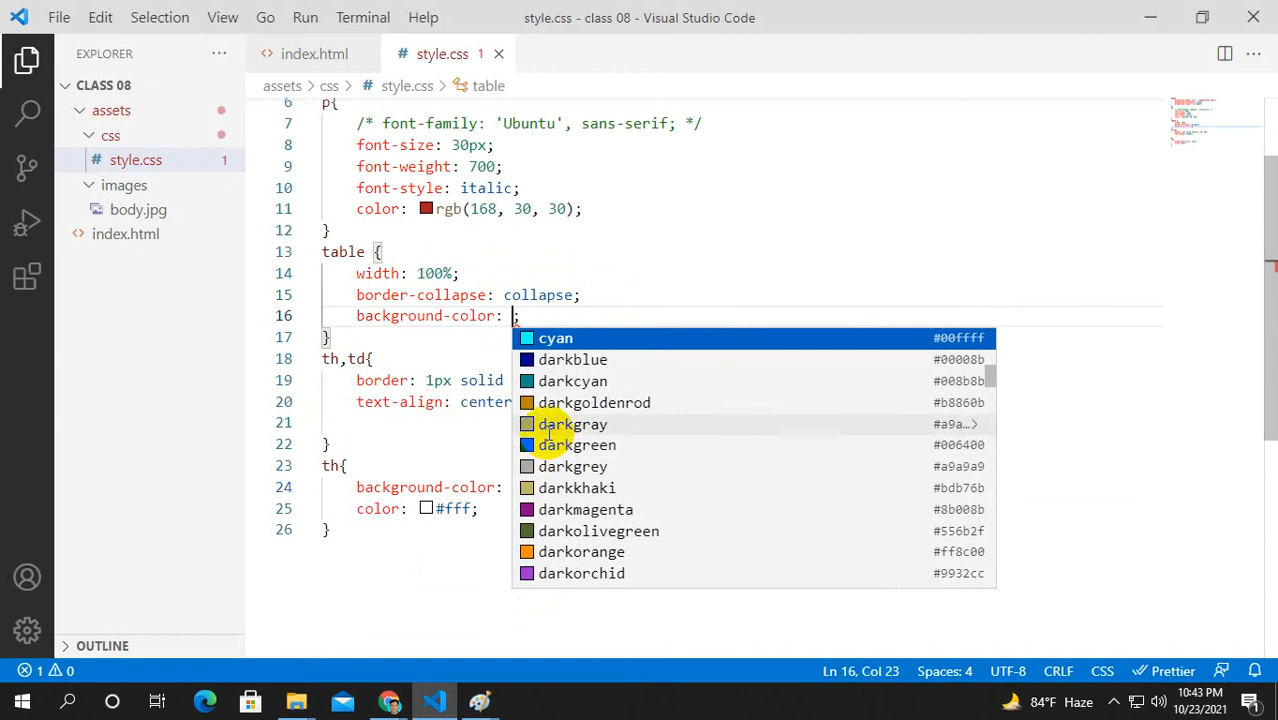 File Edit Selection View Go Run Terminal Help style.css - class 08 - Visual Studio Code
EXPLORER ··· index.html style.css 1
CLASS 08 assets > css > style.css > table
assets
css
style.css 1
images
body.jpg
index.html
6 p{
7 /* font-family: 'Ubuntu', sans-serif; */
8 font-size: 30px;
9 font-weight: 700;
10 font-style: italic;
11 color: rgb(168, 30, 30);
12 }
13 table {
14 width: 100%;
15 border-collapse: collapse;
16 background-color: ;
17 }
18 th,td{
19 border: 1px solid
20 text-align: center
21
22 }
23 th{
24 background-color:
25 color: #fff;
26 }
cyan #00ffff
darkblue #00008b
darkcyan #008b8b
darkgoldenrod #b8860b
darkgray #a9a…>
darkgreen #006400
darkgrey #a9a9a9
darkkhaki #bdb76b
darkmagenta #8b008b
darkolivegreen #556b2f
darkorange #ff8c00
darkorchid #9932cc
OUTLINE
1 0 Ln 16, Col 23 Spaces: 4 UTF-8 CRLF CSS Prettier
84°F Haze 10:43 PM
10/23/2021 1